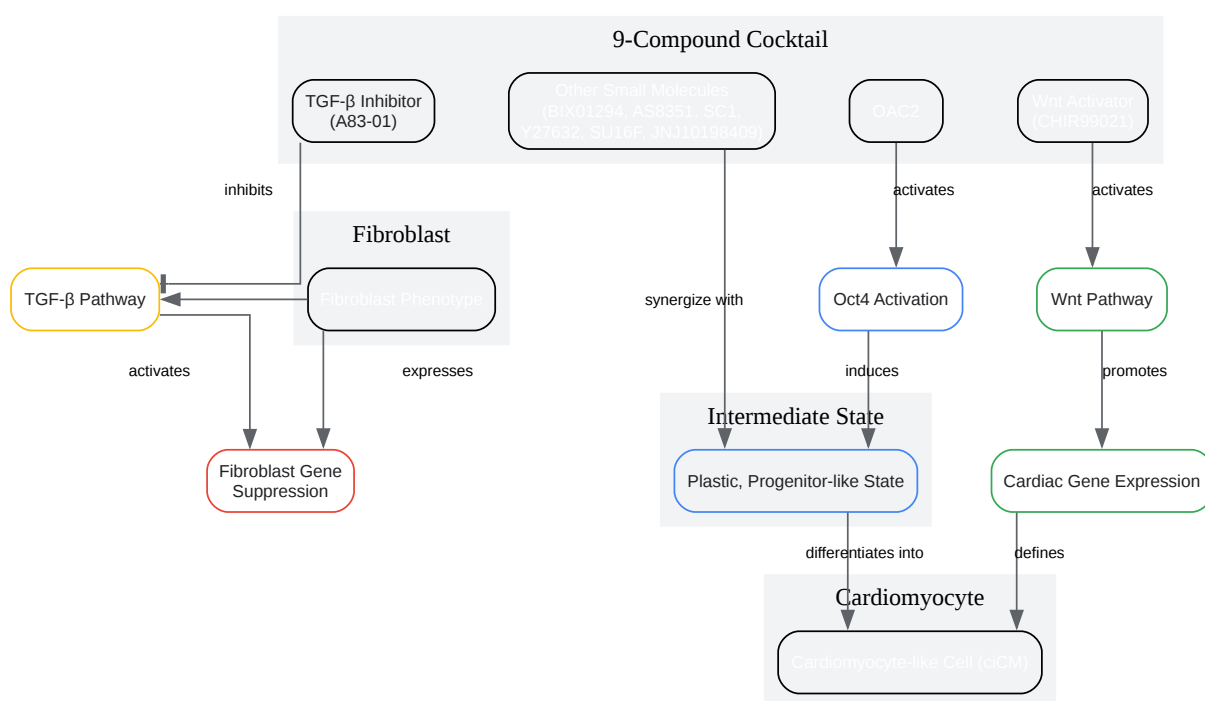 9-Compound Cocktail
TGF-β Inhibitor
(A83-01)
Other Small Molecules
(BIX01294, AS8351, SC1,
Y27632, SU16F, JNJ10198409)
OAC2
Wnt Activator
(CHIR99021)
inhibits
activates
activates
Fibroblast
TGF-β Pathway
Fibroblast Phenotype
synergize with
Oct4 Activation
Wnt Pathway
activates
expresses
induces
promotes
Intermediate State
Fibroblast Gene
Suppression
Plastic, Progenitor-like State
Cardiac Gene Expression
differentiates into
defines
Cardiomyocyte
Cardiomyocyte-like Cell (ciCM)